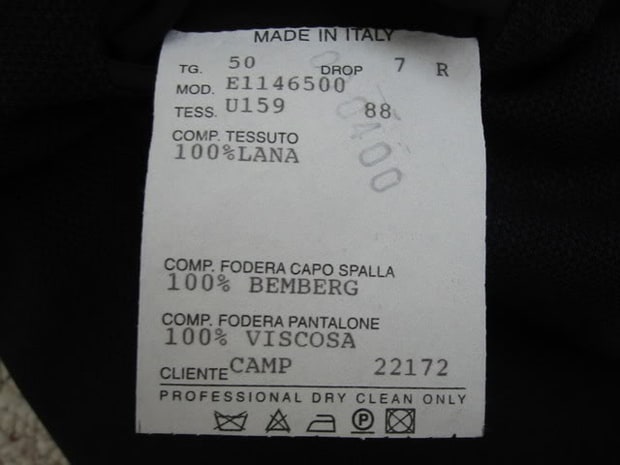 MADE IN ITALY
TG. 50 DROP 7 R
MOD. E1146500
TESS. U159 88
COMP. TESSUTO
100%LANA
COMP. FODERA CAPO SPALLA
100% BEMBERG
COMP. FODERA PANTALONE
100% VISCOSA
CLIENTE CAMP 22172
PROFESSIONAL DRY CLEAN ONLY
P